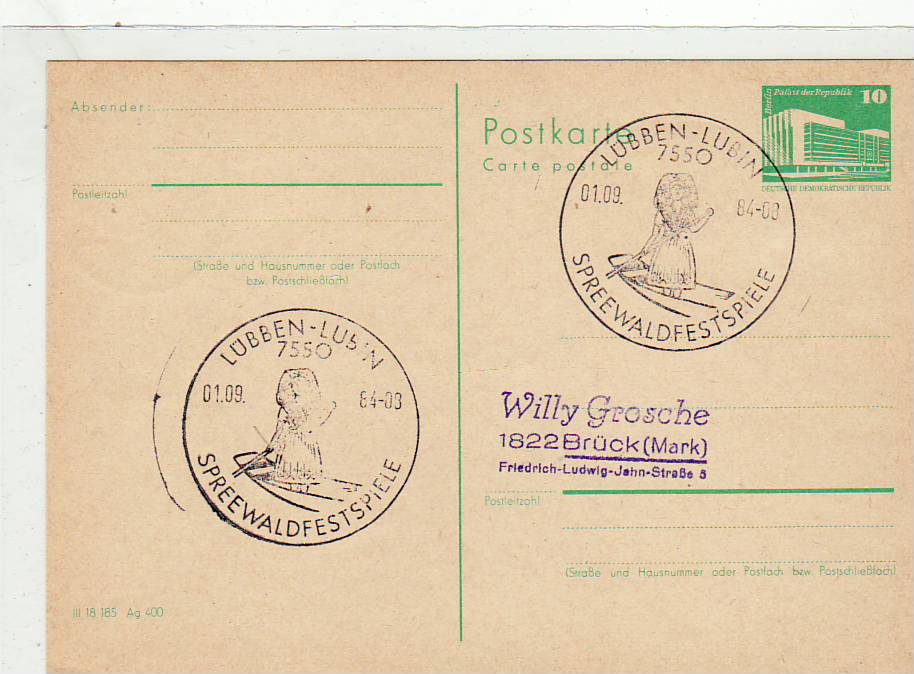 Absender:
Postleitzahl
(Straße und Hausnummer oder Postfach
bzw. Postschließfach)
Postkarte
Carte postale
Berlin
Palast der Republik
10
DEUTSCHE DEMOKRATISCHE REPUBLIK
LÜBBEN-LUBIN
7550
01.09. 84-08
SPREEWALDFESTSPIELE
LÜBBEN-LUBIN
7550
01.09. 84-08
SPREEWALDFESTSPIELE
Willy Grosche
1822 Brück (Mark)
Friedrich-Ludwig-Jahn-Straße 5
Postleitzahl
(Straße und Hausnummer oder Postfach bzw. Postschließfach)
III 18 185 Ag 400